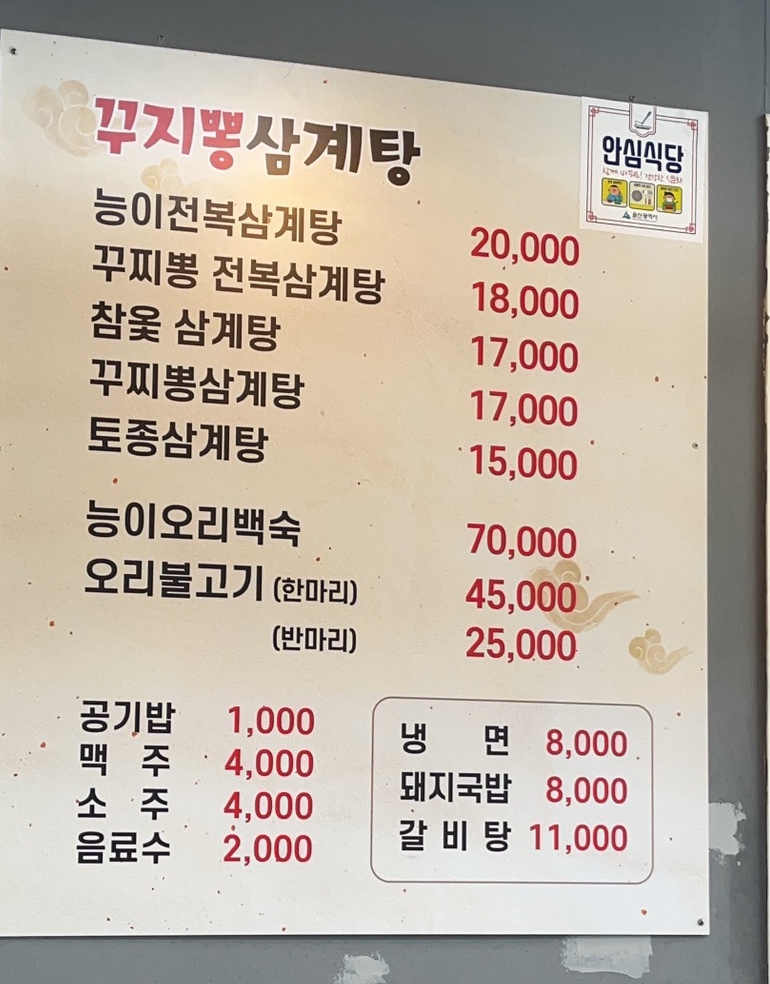 꾸지뽕삼계탕
안심식당
울산광역시
능이전복삼계탕 20,000
꾸찌뽕 전복삼계탕 18,000
참옻 삼계탕 17,000
꾸찌뽕삼계탕 17,000
토종삼계탕 15,000
능이오리백숙 70,000
오리불고기 (한마리) 45,000
(반마리) 25,000
공기밥 1,000
맥 주 4,000
소 주 4,000
음료수 2,000
냉 면 8,000
돼지국밥 8,000
갈 비 탕 11,000